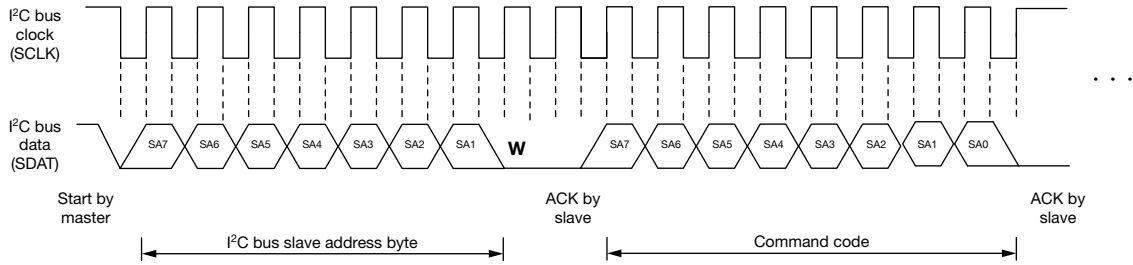 I²C bus
clock
(SCLK)
. . .
I²C bus
data
(SDAT)
SA7 SA6 SA5 SA4 SA3 SA2 SA1 W SA7 SA6 SA5 SA4 SA3 SA2 SA1 SA0
Start by
master
ACK by
slave
ACK by
slave
I²C bus slave address byte
Command code